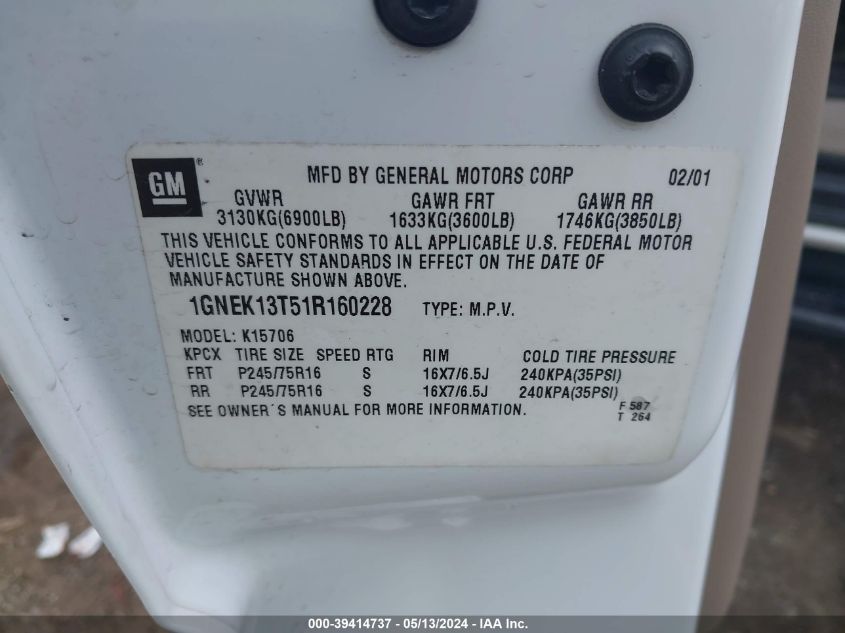 GM ®
MFD BY GENERAL MOTORS CORP 02/01
GVWR GAWR FRT GAWR RR
3130KG(6900LB) 1633KG(3600LB) 1746KG(3850LB)
THIS VEHICLE CONFORMS TO ALL APPLICABLE U.S. FEDERAL MOTOR
VEHICLE SAFETY STANDARDS IN EFFECT ON THE DATE OF
MANUFACTURE SHOWN ABOVE.
1GNEK13T51R160228 TYPE: M.P.V.
MODEL: K15706
KPCX TIRE SIZE SPEED RTG RIM COLD TIRE PRESSURE
FRT P245/75R16 S 16X7/6.5J 240KPA(35PSI)
RR P245/75R16 S 16X7/6.5J 240KPA(35PSI)
SEE OWNER´S MANUAL FOR MORE INFORMATION.
F 587
T 264
000-39414737 - 05/13/2024 - IAA Inc.